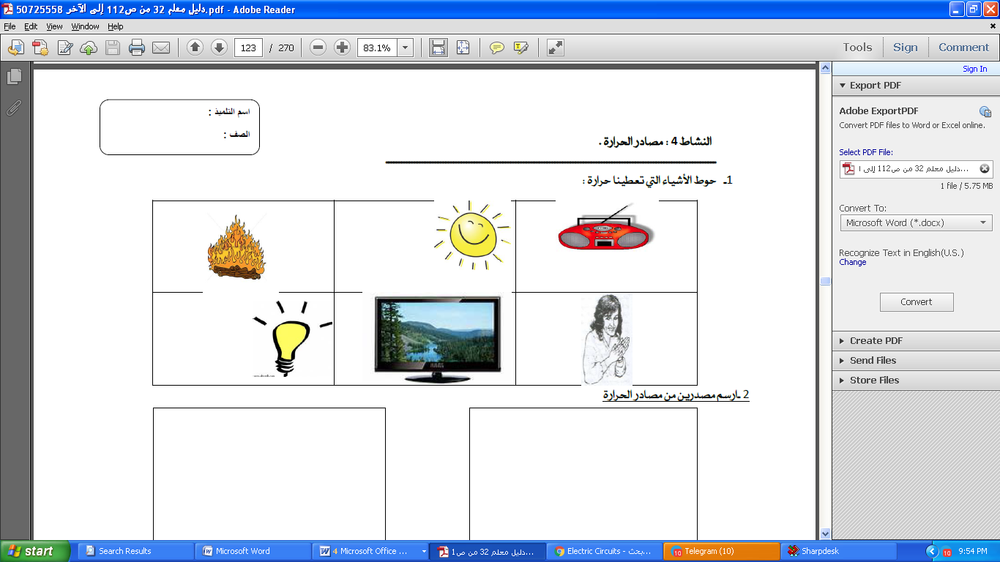 50725558 دليل معلم 32 من ص112 إلى الآخر.pdf - Adobe Reader
File Edit View Window Help
123 / 270 83.1% Tools Sign Comment
Sign In
Export PDF
Adobe ExportPDF
Convert PDF files to Word or Excel online.
Select PDF File:
دليل معلم 32 من ص112 إلى ا...
1 file / 5.75 MB
Convert To:
Microsoft Word (*.docx)
Recognize Text in English(U.S.)
Change
Convert
Create PDF
Send Files
Store Files
اسم التلميذ :
الصف :
النشاط 4 : مصادر الحرارة .
1ـ حوط الأشياء التي تعطينا حرارة :
2 ـارسم مصدرين من مصادر الحرارة
start Search Results Microsoft Word 4 Microsoft Office ... دليل معلم 32 من ص1... Electric Circuits - بحث... Telegram (10) Sharpdesk 10 9:54 PM